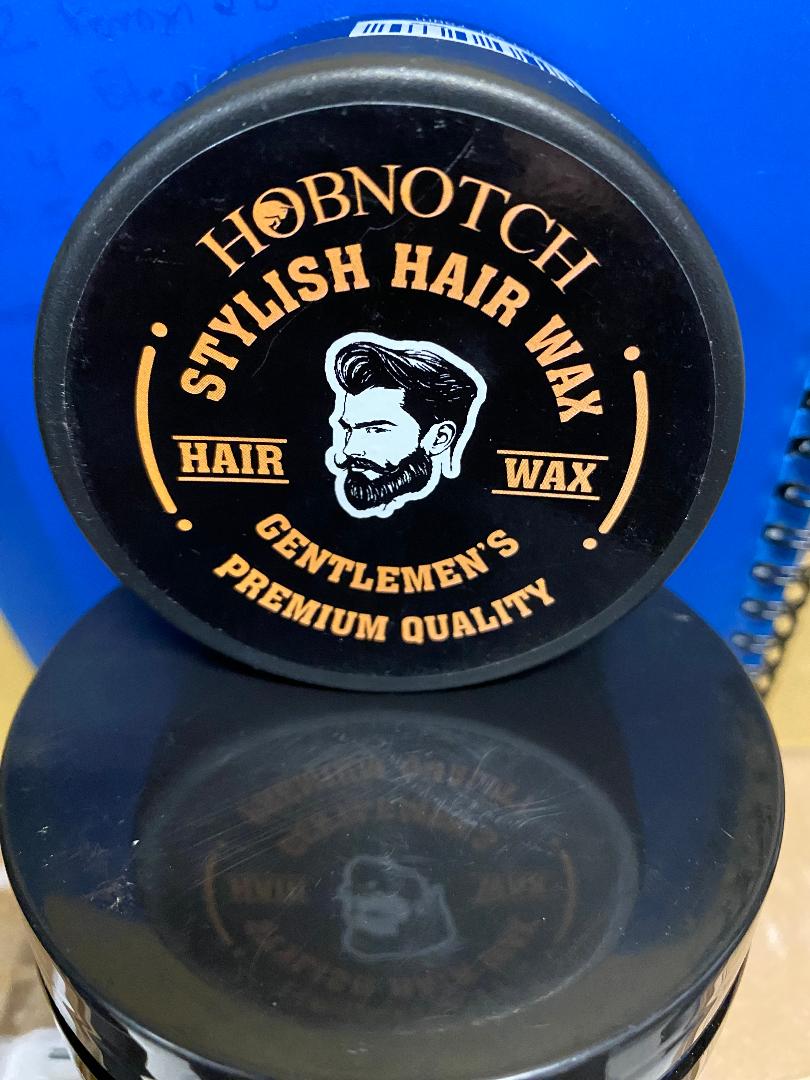 HOBNOTCH
STYLISH HAIR WAX
HAIR
WAX
GENTLEMEN'S
PREMIUM QUALITY